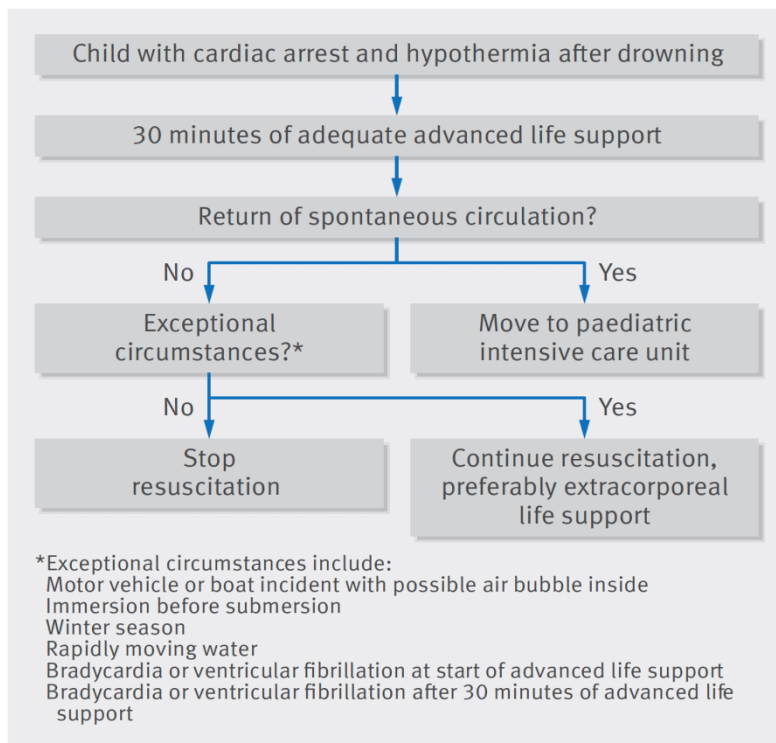 Child with cardiac arrest and hypothermia after drowning
30 minutes of adequate advanced life support
Return of spontaneous circulation?
No
Yes
Exceptional
circumstances?*
Move to paediatric
intensive care unit
No
Yes
Stop
resuscitation
Continue resuscitation,
preferably extracorporeal
life support
*Exceptional circumstances include:
Motor vehicle or boat incident with possible air bubble inside
Immersion before submersion
Winter season
Rapidly moving water
Bradycardia or ventricular fibrillation at start of advanced life support
Bradycardia or ventricular fibrillation after 30 minutes of advanced life
support